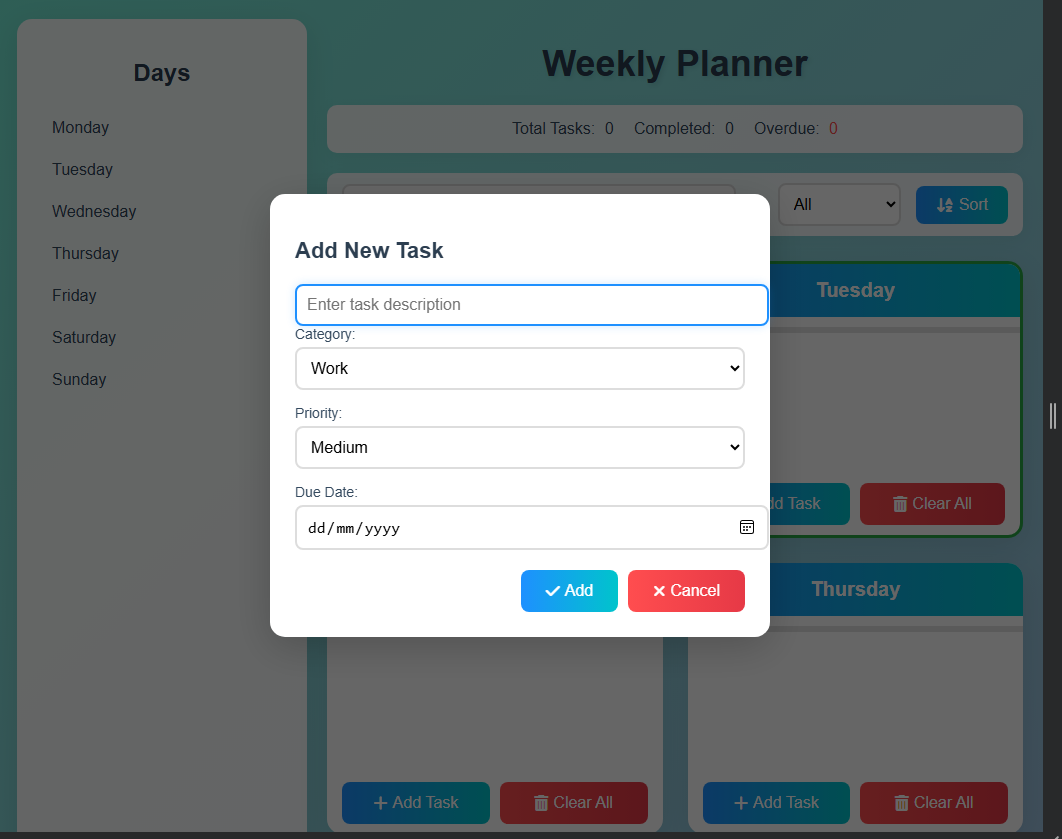 Days
Monday
Tuesday
Wednesday
Thursday
Friday
Saturday
Sunday
Weekly Planner
Total Tasks: 0 Completed: 0 Overdue: 0
All Sort
Add New Task
Enter task description
Category:
Work
Priority:
Medium
Due Date:
dd/mm/yyyy
Add Cancel
Tuesday
Task Clear All
Thursday
Add Task Clear All Add Task Clear All